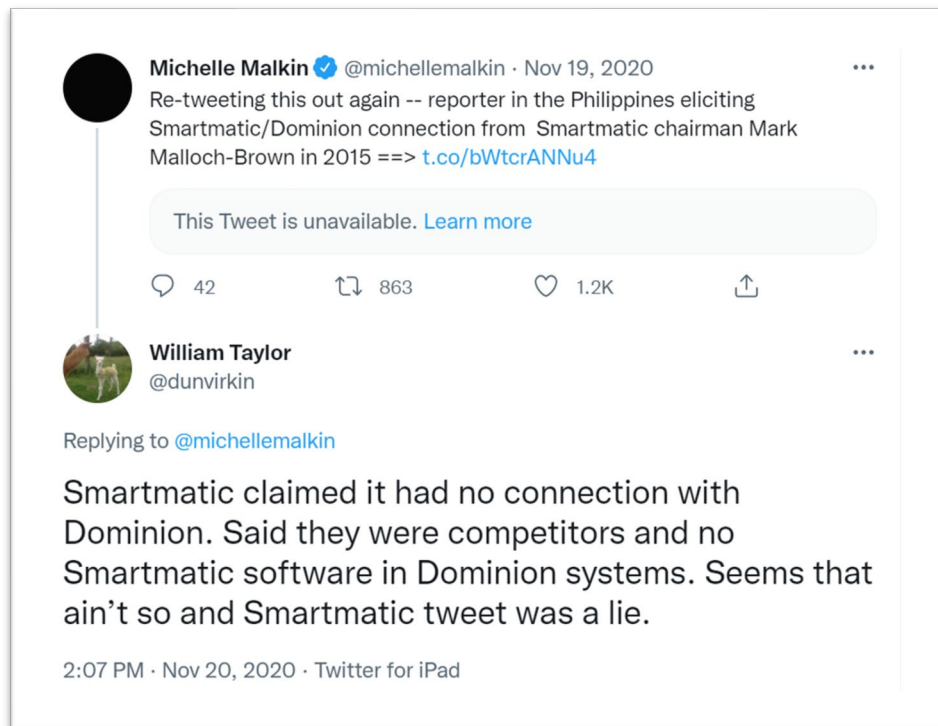 Michelle Malkin @michellemalkin · Nov 19, 2020
Re-tweeting this out again -- reporter in the Philippines eliciting
Smartmatic/Dominion connection from Smartmatic chairman Mark
Malloch-Brown in 2015 ==> t.co/bWtcrANNu4
This Tweet is unavailable. Learn more
42 863 1.2K
William Taylor
@dunvirkin
Replying to @michellemalkin
Smartmatic claimed it had no connection with
Dominion. Said they were competitors and no
Smartmatic software in Dominion systems. Seems that
ain’t so and Smartmatic tweet was a lie.
2:07 PM · Nov 20, 2020 · Twitter for iPad